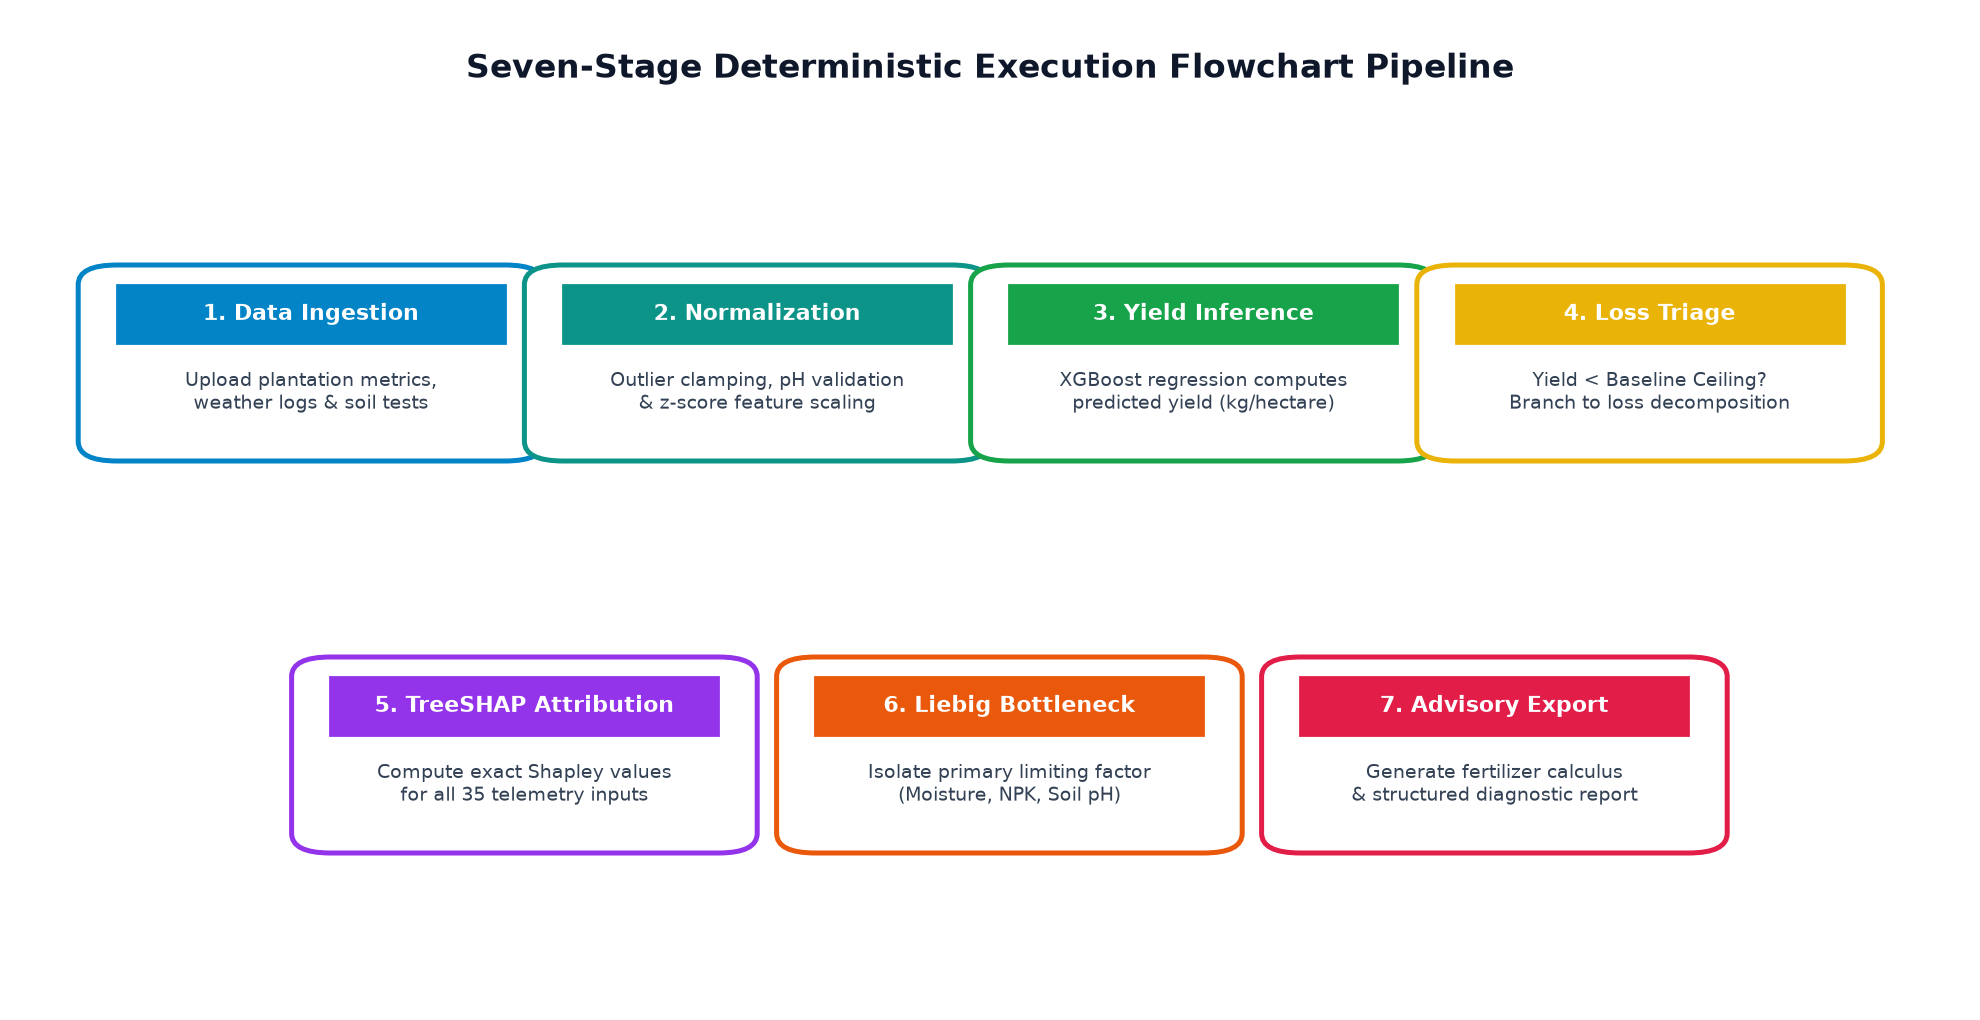 Seven-Stage Deterministic Execution Flowchart Pipeline
1. Data Ingestion
Upload plantation metrics,
weather logs & soil tests
2. Normalization
Outlier clamping, pH validation
& z-score feature scaling
3. Yield Inference
XGBoost regression computes
predicted yield (kg/hectare)
4. Loss Triage
Yield < Baseline Ceiling?
Branch to loss decomposition
5. TreeSHAP Attribution
Compute exact Shapley values
for all 35 telemetry inputs
6. Liebig Bottleneck
Isolate primary limiting factor
(Moisture, NPK, Soil pH)
7. Advisory Export
Generate fertilizer calculus
& structured diagnostic report